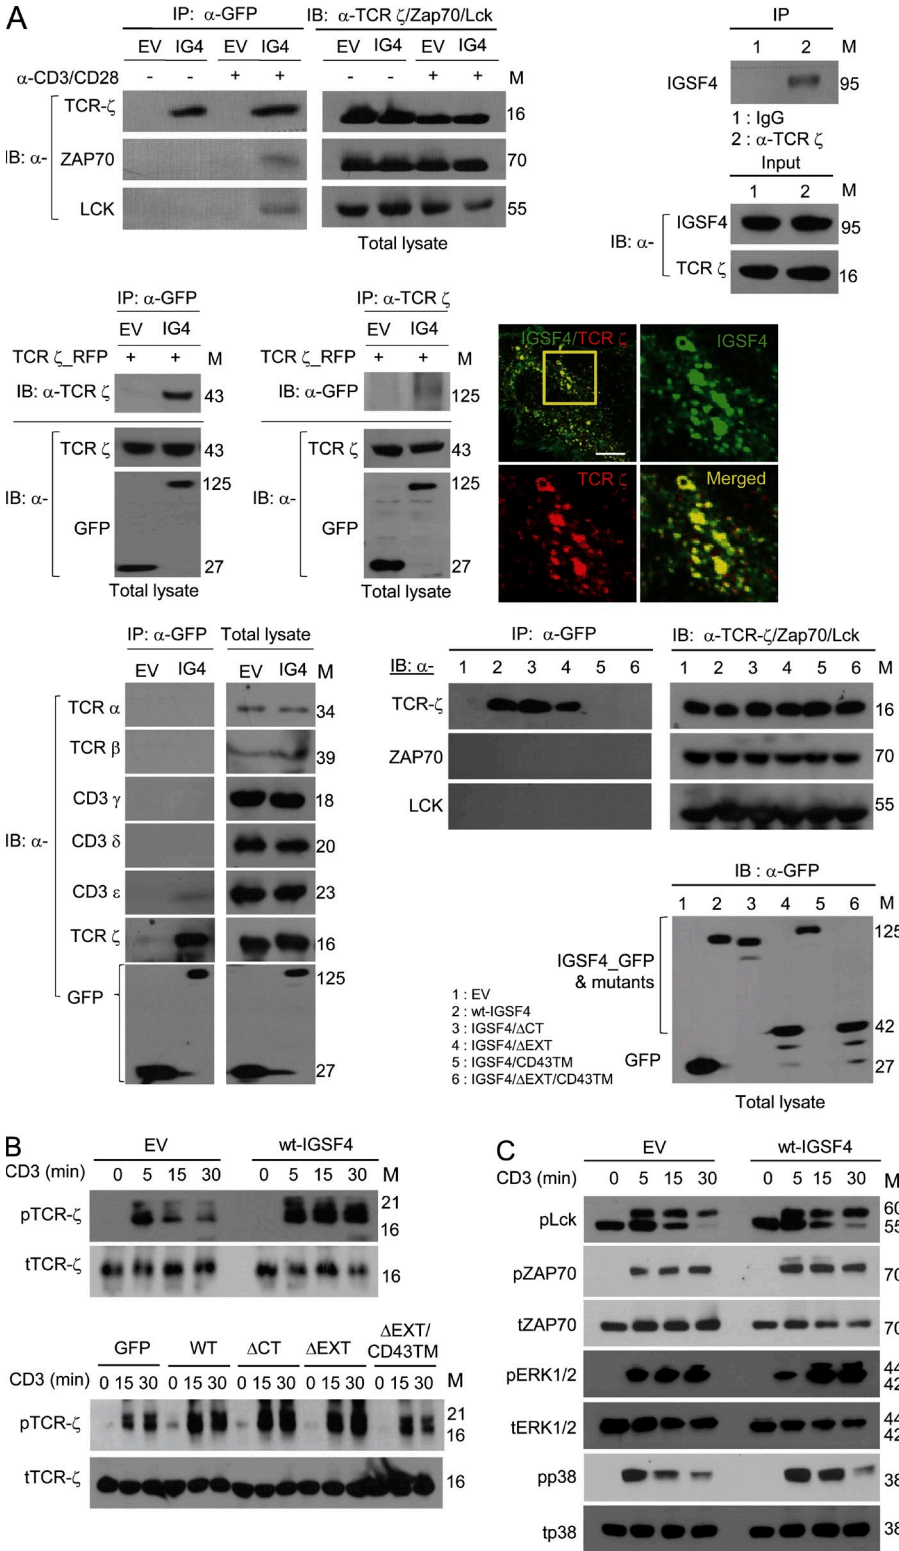 A
IP: α-GFP
IB: α-TCR ζ/Zap70/Lck
EV IG4 EV IG4 EV IG4 EV IG4
α-CD3/CD28 - - + + - - + + M
IB: α-
TCR-ζ 16
ZAP70 70
LCK 55
Total lysate
IP
1 2 M
IGSF4 95
1 : IgG
2 : α-TCR ζ
Input
1 2 M
IB: α-
IGSF4 95
TCR ζ 16
IP: α-GFP
EV IG4
TCR ζ_RFP + + M
IB: α-TCR ζ 43
IB: α-
TCR ζ 43
125
GFP
27
Total lysate
IP: α-TCR ζ
EV IG4
TCR ζ_RFP + + M
IB: α-GFP 125
IB: α-
TCR ζ 43
125
GFP
27
Total lysate
IGSF4/TCR ζ
IGSF4
TCR ζ
Merged
IP: α-GFP Total lysate
EV IG4 EV IG4 M
IB: α-
TCR α 34
TCR β 39
CD3 γ 18
CD3 δ 20
CD3 ε 23
TCR ζ 16
125
GFP
27
IP: α-GFP
IB: α-TCR-ζ/Zap70/Lck
IB: α-
1 2 3 4 5 6 1 2 3 4 5 6 M
TCR-ζ 16
ZAP70 70
LCK 55
IB : α-GFP
1 2 3 4 5 6 M
125
IGSF4_GFP
& mutants
42
GFP 27
Total lysate
1 : EV
2 : wt-IGSF4
3 : IGSF4/ΔCT
4 : IGSF4/ΔEXT
5 : IGSF4/CD43TM
6 : IGSF4/ΔEXT/CD43TM
B
EV wt-IGSF4
CD3 (min) 0 5 15 30 0 5 15 30 M
pTCR-ζ 21
16
tTCR-ζ 16
GFP WT ΔCT ΔEXT ΔEXT/
CD43TM
CD3 (min) 0 15 30 0 15 30 0 15 30 0 15 30 0 15 30 M
pTCR-ζ 21
16
tTCR-ζ 16
C
EV wt-IGSF4
CD3 (min) 0 5 15 30 0 5 15 30 M
pLck 60
55
pZAP70 70
tZAP70 70
pERK1/2 44
42
tERK1/2 44
42
pp38 38
tp38 38